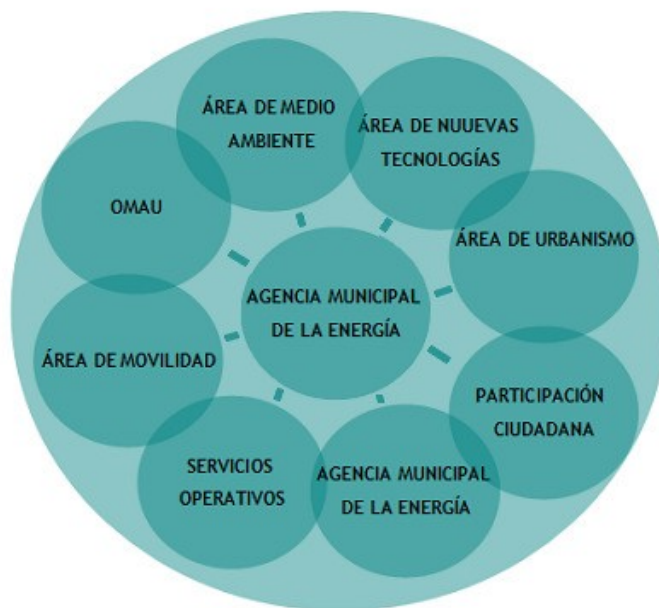 ÁREA DE MEDIO
AMBIENTE
ÁREA DE NUUEVAS
TECNOLOGÍAS
OMAU
ÁREA DE URBANISMO
AGENCIA MUNICIPAL
DE LA ENERGÍA
ÁREA DE MOVILIDAD
PARTICIPACIÓN
CIUDADANA
SERVICIOS
OPERATIVOS
AGENCIA MUNICIPAL
DE LA ENERGÍA